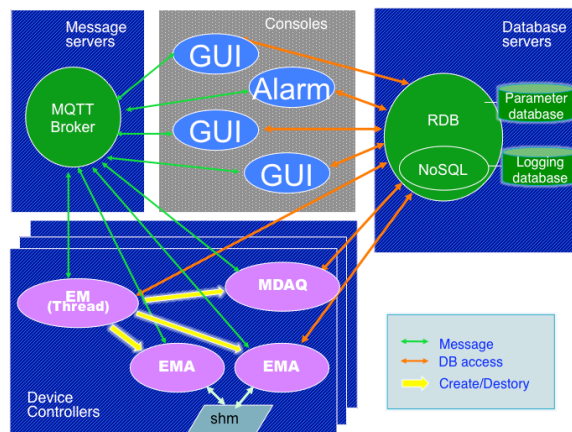 Message
servers
Consoles
Database
servers
GUI
Alarm
GUI
GUI
MQTT
Broker
RDB
NoSQL
Parameter
database
Logging
database
EM
(Thread)
MDAQ
EMA
EMA
shm
Device
Controllers
Message
DB access
Create/Destory